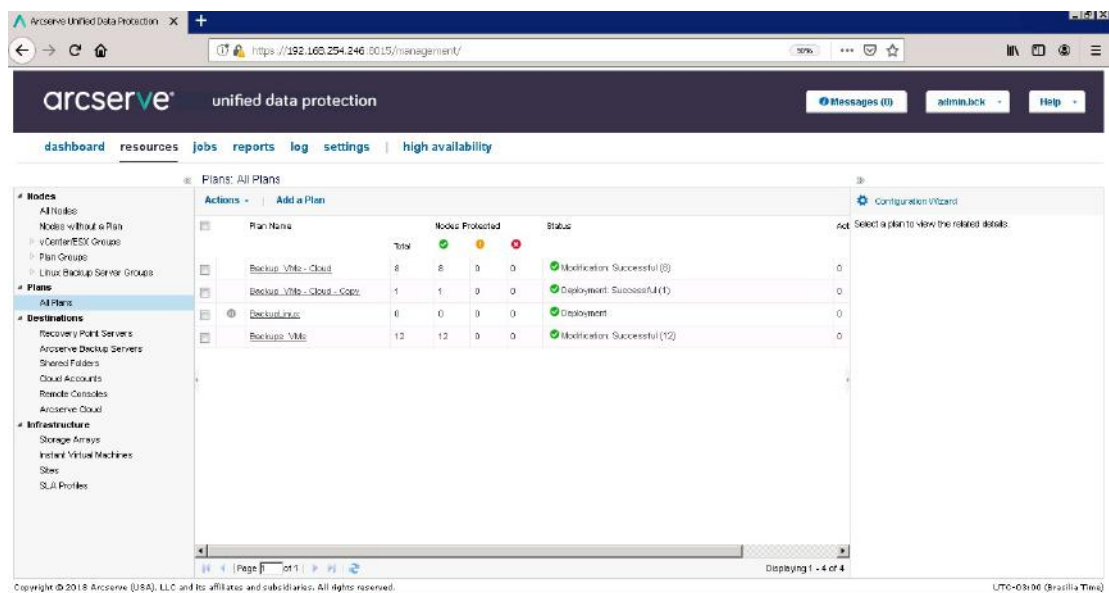 Arcserve Unified Data Protection
https://192.168.254.246:8015/management/
90%
arcserve® unified data protection
Messages (0) admin.bck Help
dashboard resources jobs reports log settings | high availability
Plans: All Plans
Nodes
All Nodes
Nodes without a Plan
vCenter/ESX Groups
Plan Groups
Linux Backup Server Groups
Plans
All Plans
Destinations
Recovery Point Servers
Arcserve Backup Servers
Shared Folders
Cloud Accounts
Remote Consoles
Arcserve Cloud
Infrastructure
Storage Arrays
Instant Virtual Machines
Sites
SLA Profiles
Actions | Add a Plan
Plan Name Nodes Protected Status Act
Total
Backup VMs - Cloud 8 8 0 0 Modification: Successful (8) 0
Backup VMs - Cloud - Copy 1 1 0 0 Deployment: Successful (1) 0
BackupLinux 0 0 0 Deployment 0
Backups VMs 12 12 0 0 Modification: Successful (12) 0
Page 1 of 1
Displaying 1 - 4 of 4
Configuration Wizard
Select a plan to view the related details.
Copyright © 2018 Arcserve (USA), LLC and its affiliates and subsidiaries. All rights reserved.
UTC-03:00 (Brasilia Time)